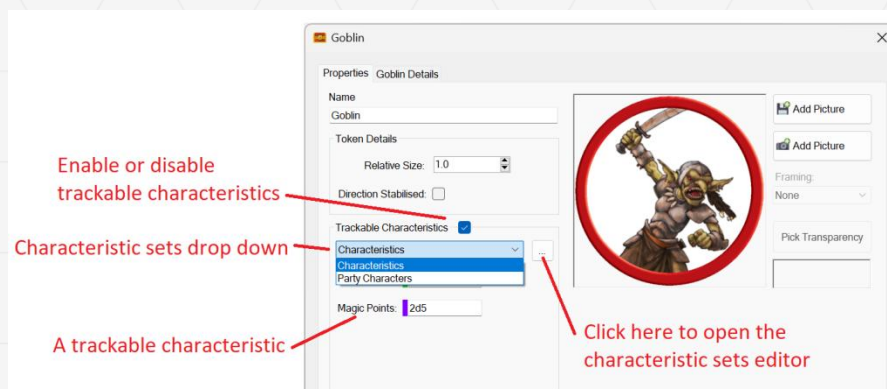 Goblin
Properties Goblin Details
Name
Goblin
Token Details
Relative Size: 1.0
Direction Stabilised:
Trackable Characteristics
Characteristics
...
Characteristics
Party Characters
Magic Points: 2d5
Add Picture
Add Picture
Framing:
None
Pick Transparency
Enable or disable
trackable characteristics
Characteristic sets drop down
A trackable characteristic
Click here to open the
characteristic sets editor